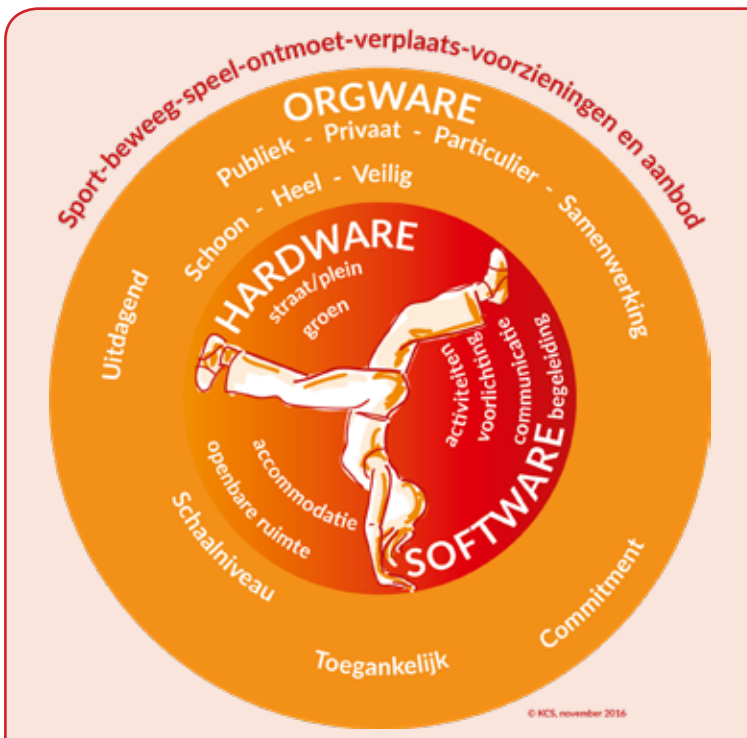 Sport-beweeg-speel-ontmoet-verplaats-voorzieningen en aanbod
ORGWARE
Publiek - Privaat - Particulier - Samenwerking
Schoon - Heel - Veilig
Uitdagend
HARDWARE
straat/plein
groen
activiteiten
voorlichting
communicatie
begeleiding
SOFTWARE
accommodatie
openbare ruimte
Schaalniveau
Toegankelijk
Commitment
© KCS, november 2016